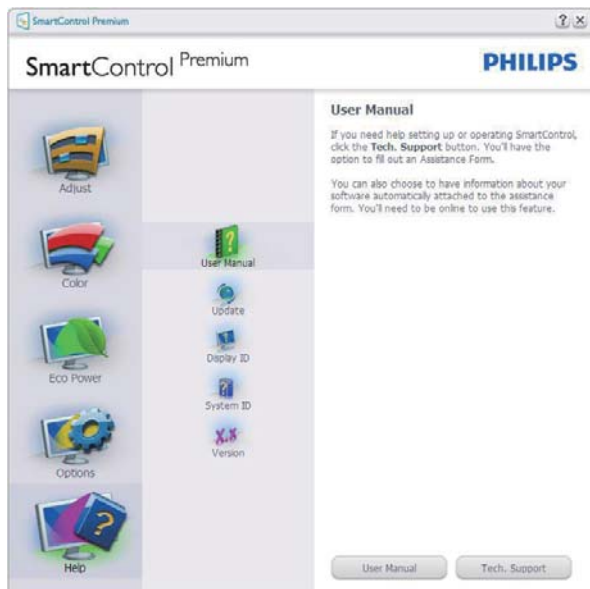 SmartControl Premium
SmartControl Premium
PHILIPS
Adjust
Color
Eco Power
Options
Help
User Manual
Update
Display ID
System ID
X.X
Version
User Manual
If you need help setting up or operating SmartControl,
click the Tech. Support button. You'll have the
option to fill out an Assistance Form.
You can also choose to have information about your
software automatically attached to the assistance
form. You'll need to be online to use this feature.
User Manual
Tech. Support